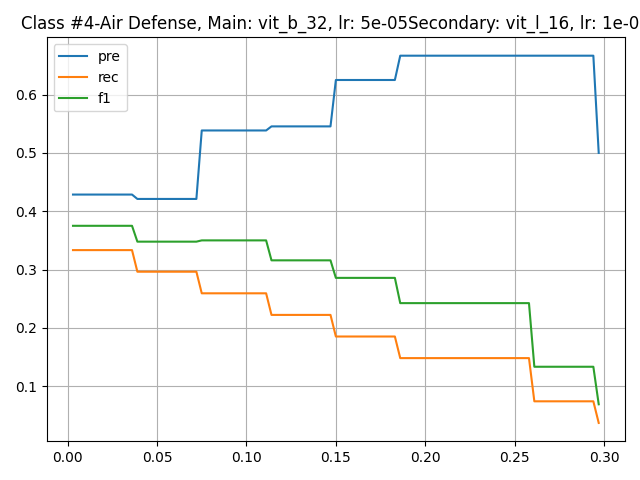 Class #4-Air Defense, Main: vit_b_32, lr: 5e-05Secondary: vit_l_16, lr: 1e-0
pre
rec
f1
0.6
0.5
0.4
0.3
0.2
0.1
0.00 0.05 0.10 0.15 0.20 0.25 0.30